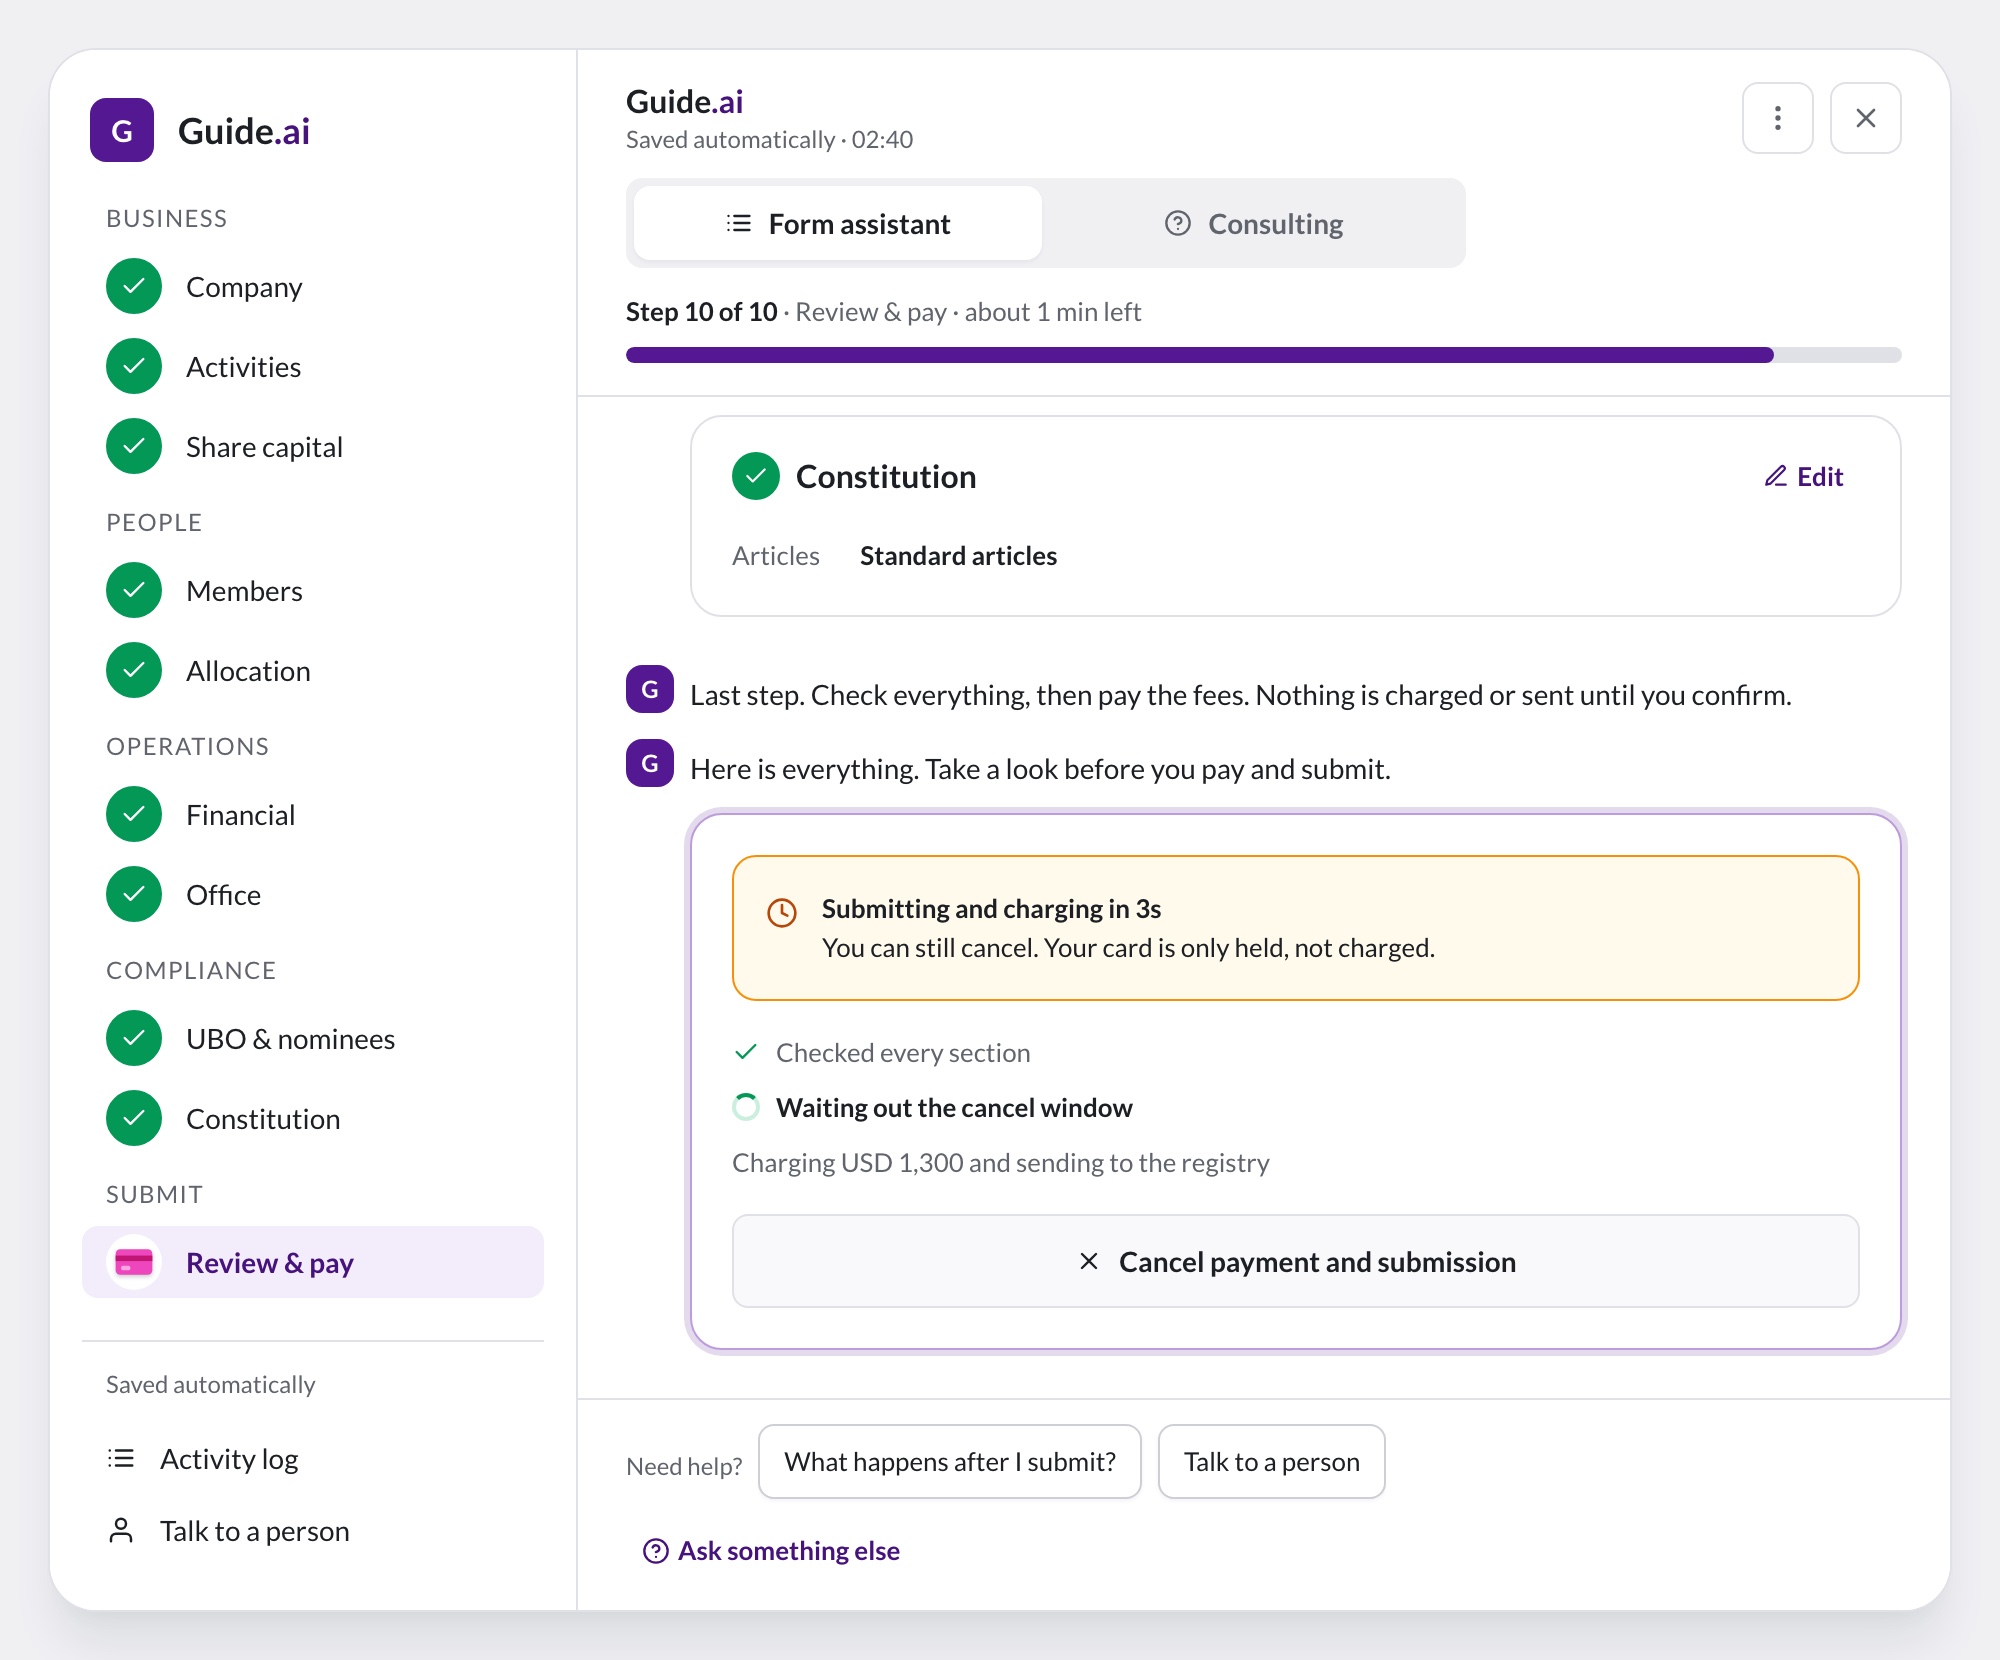 G Guide.ai
BUSINESS
Company
Activities
Share capital
PEOPLE
Members
Allocation
OPERATIONS
Financial
Office
COMPLIANCE
UBO & nominees
Constitution
SUBMIT
Review & pay
Saved automatically
Activity log
Talk to a person
Guide.ai
Saved automatically · 02:40
Form assistant
Consulting
Step 10 of 10 · Review & pay · about 1 min left
Constitution
Edit
Articles Standard articles
G Last step. Check everything, then pay the fees. Nothing is charged or sent until you confirm.
G Here is everything. Take a look before you pay and submit.
Submitting and charging in 3s
You can still cancel. Your card is only held, not charged.
Checked every section
Waiting out the cancel window
Charging USD 1,300 and sending to the registry
Cancel payment and submission
Need help? What happens after I submit? Talk to a person
Ask something else